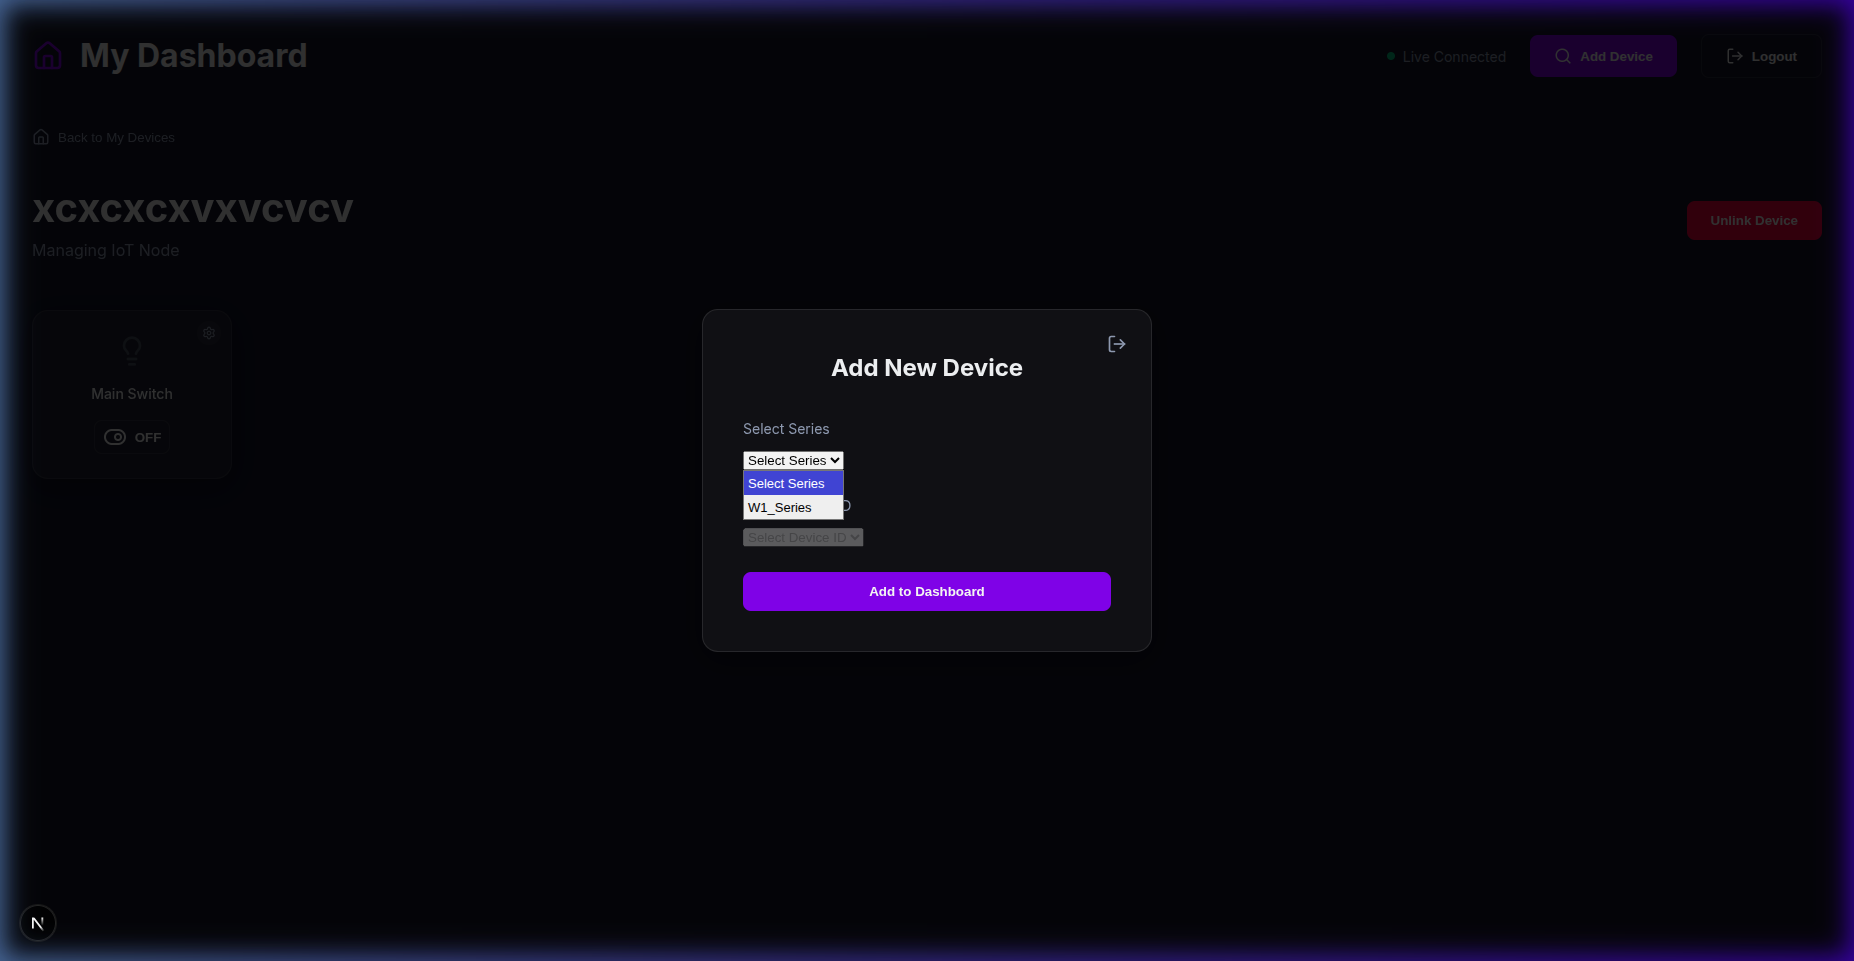 My Dashboard
Live Connected
Add Device
Logout
Back to My Devices
xcxcxcxvxvcvcv
Managing IoT Node
Unlink Device
Main Switch
OFF
Add New Device
Select Series
Select Series
Select Series
W1_Series
D
Select Device ID
Add to Dashboard
N